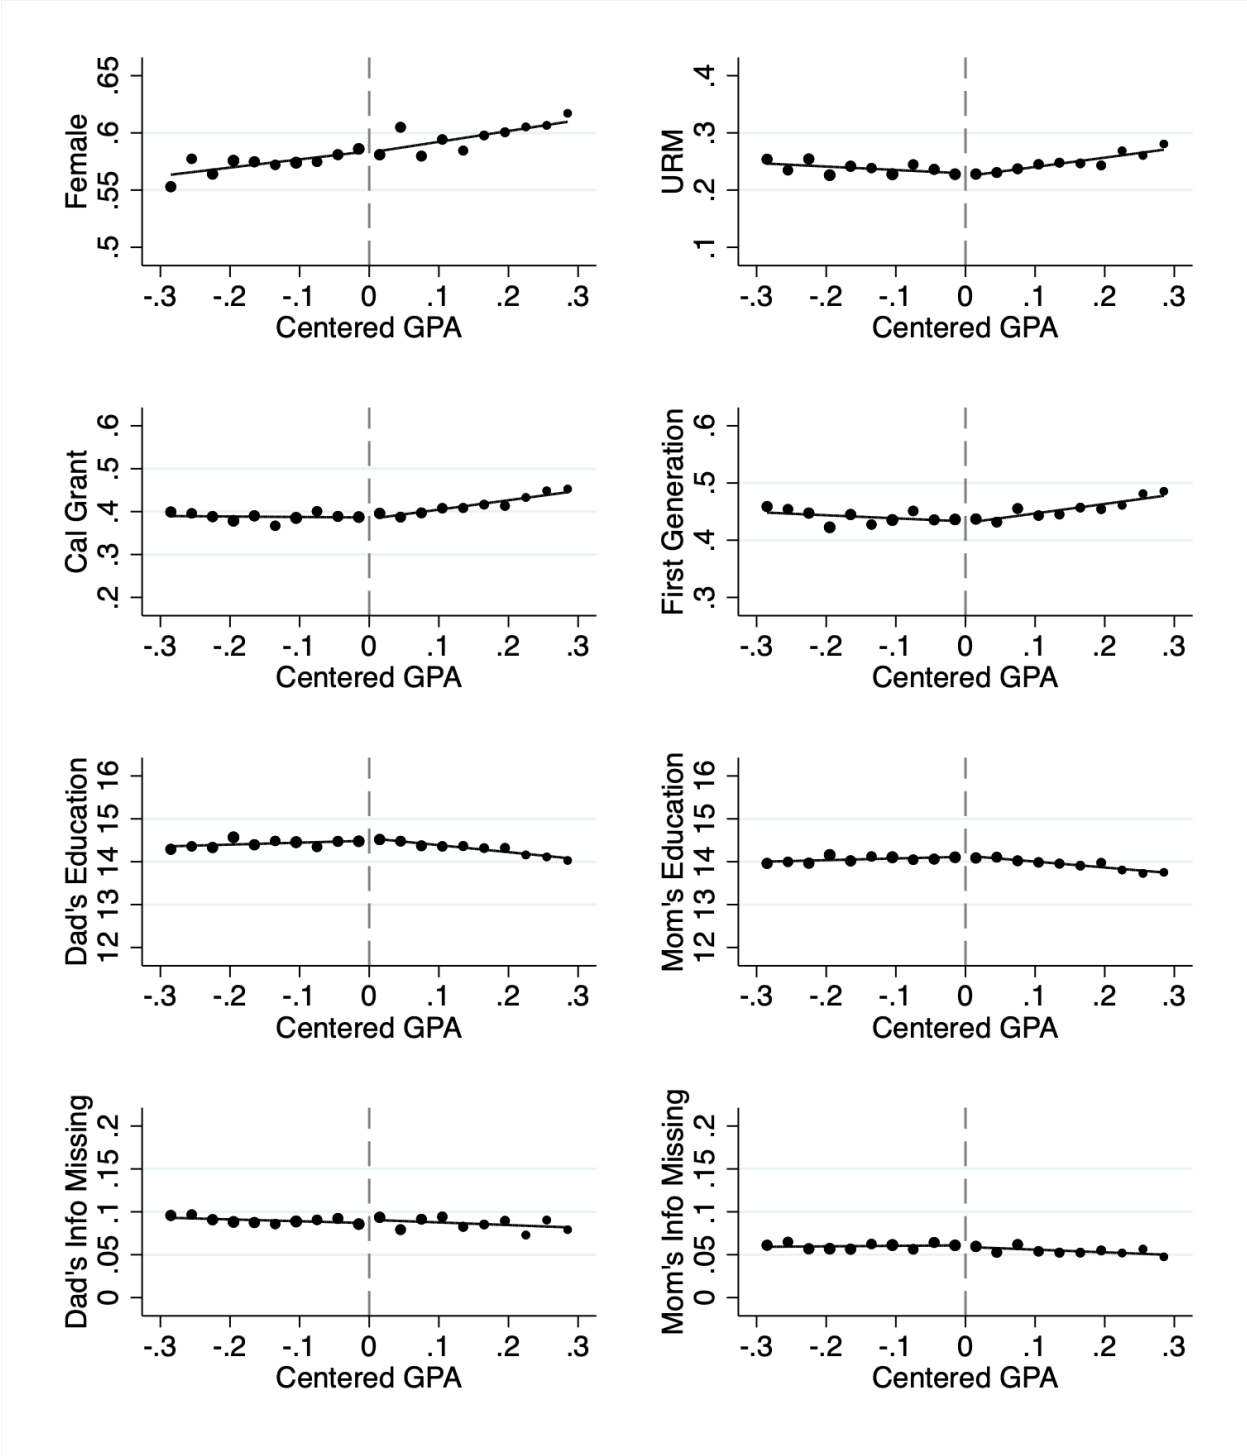 Female
.65
.6
.55
.5
-.3 -.2 -.1 0 .1 .2 .3
Centered GPA
URM
.4
.3
.2
.1
-.3 -.2 -.1 0 .1 .2 .3
Centered GPA
Cal Grant
.6
.5
.4
.3
.2
-.3 -.2 -.1 0 .1 .2 .3
Centered GPA
First Generation
.6
.5
.4
.3
-.3 -.2 -.1 0 .1 .2 .3
Centered GPA
Dad's Education
16
15
14
13
12
-.3 -.2 -.1 0 .1 .2 .3
Centered GPA
Mom's Education
16
15
14
13
12
-.3 -.2 -.1 0 .1 .2 .3
Centered GPA
Dad's Info Missing
.2
.15
.1
.05
0
-.3 -.2 -.1 0 .1 .2 .3
Centered GPA
Mom's Info Missing
.2
.15
.1
.05
0
-.3 -.2 -.1 0 .1 .2 .3
Centered GPA